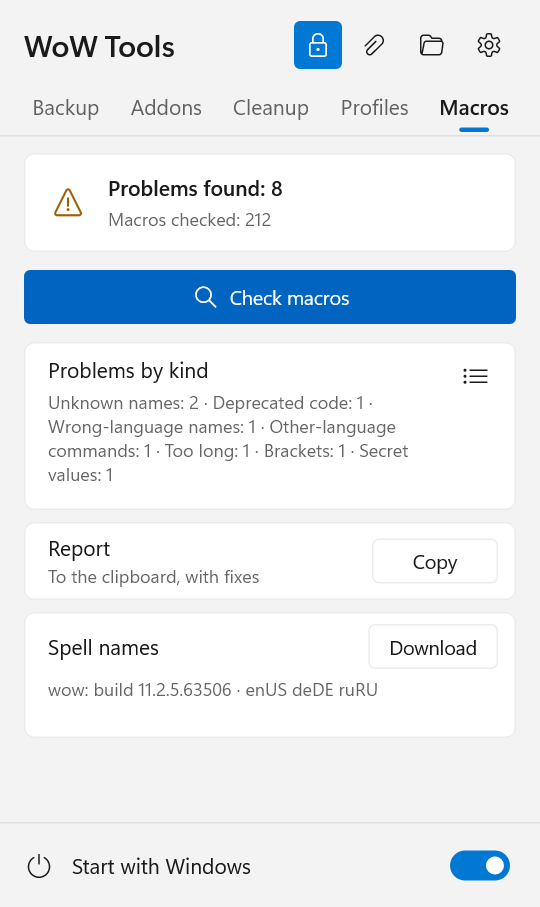 WoW Tools
Backup Addons Cleanup Profiles Macros
Problems found: 8
Macros checked: 212
Check macros
Problems by kind
Unknown names: 2 · Deprecated code: 1 ·
Wrong-language names: 1 · Other-language
commands: 1 · Too long: 1 · Brackets: 1 · Secret
values: 1
Report
To the clipboard, with fixes
Copy
Spell names
Download
wow: build 11.2.5.63506 · enUS deDE ruRU
Start with Windows